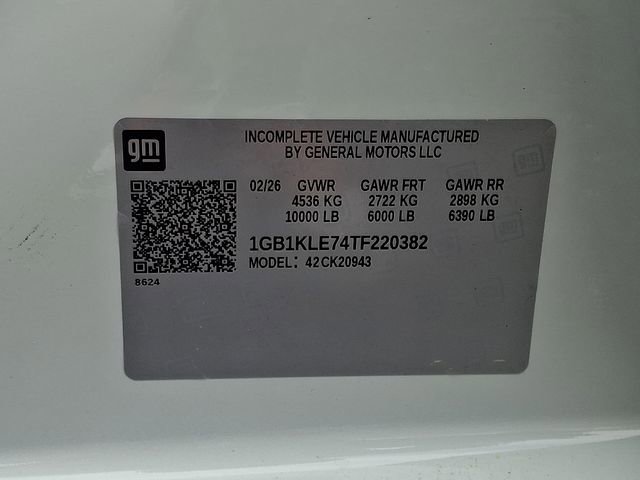 gm
INCOMPLETE VEHICLE MANUFACTURED
BY GENERAL MOTORS LLC
02/26 GVWR GAWR FRT GAWR RR
4536 KG 2722 KG 2898 KG
10000 LB 6000 LB 6390 LB
1GB1KLE74TF220382
MODEL: 42CK20943
8624